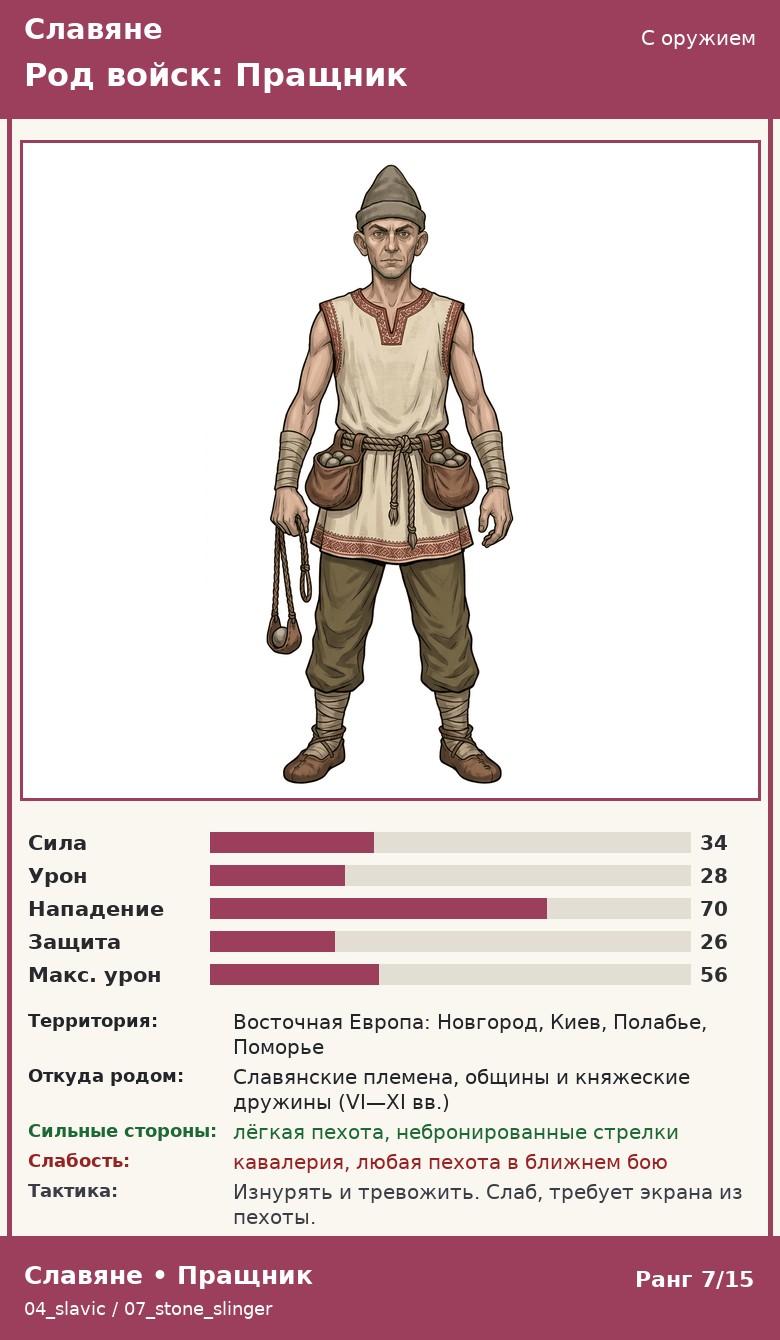 Славяне
С оружием
Род войск: Пращник
Сила 34
Урон 28
Нападение 70
Защита 26
Макс. урон 56
Территория: Восточная Европа: Новгород, Киев, Полабье,
Поморье
Откуда родом: Славянские племена, общины и княжеские
дружины (VI—XI вв.)
Сильные стороны: лёгкая пехота, небронированные стрелки
Слабость: кавалерия, любая пехота в ближнем бою
Тактика: Изнурять и тревожить. Слаб, требует экрана из
пехоты.
Славяне • Пращник
Ранг 7/15
04_slavic / 07_stone_slinger